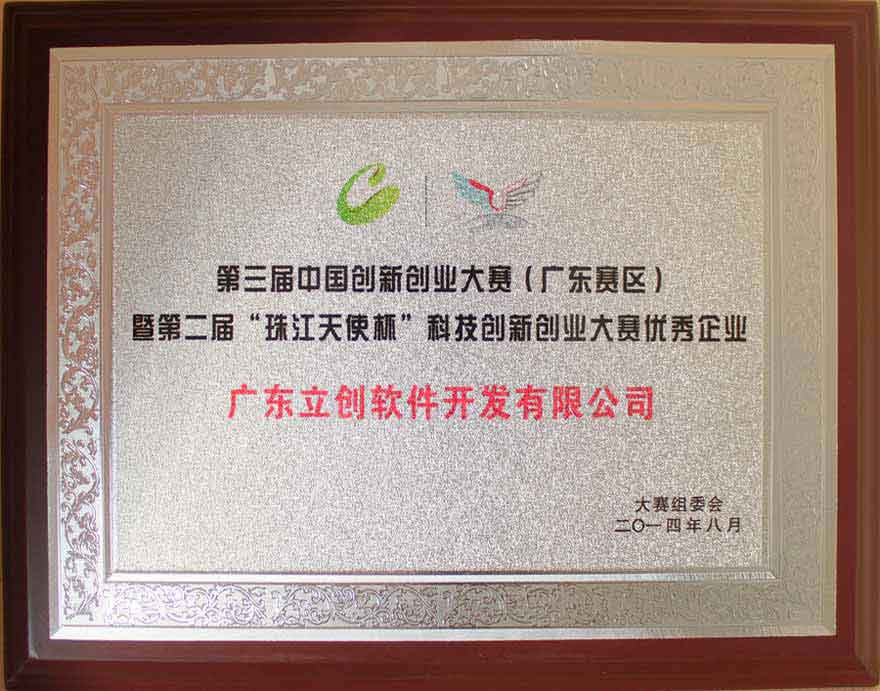 第三届中国创新创业大赛（广东赛区）
暨第二届“珠江天使杯”科技创新创业大赛优秀企业
广东立创软件开发有限公司
大赛组委会
二〇一四年八月